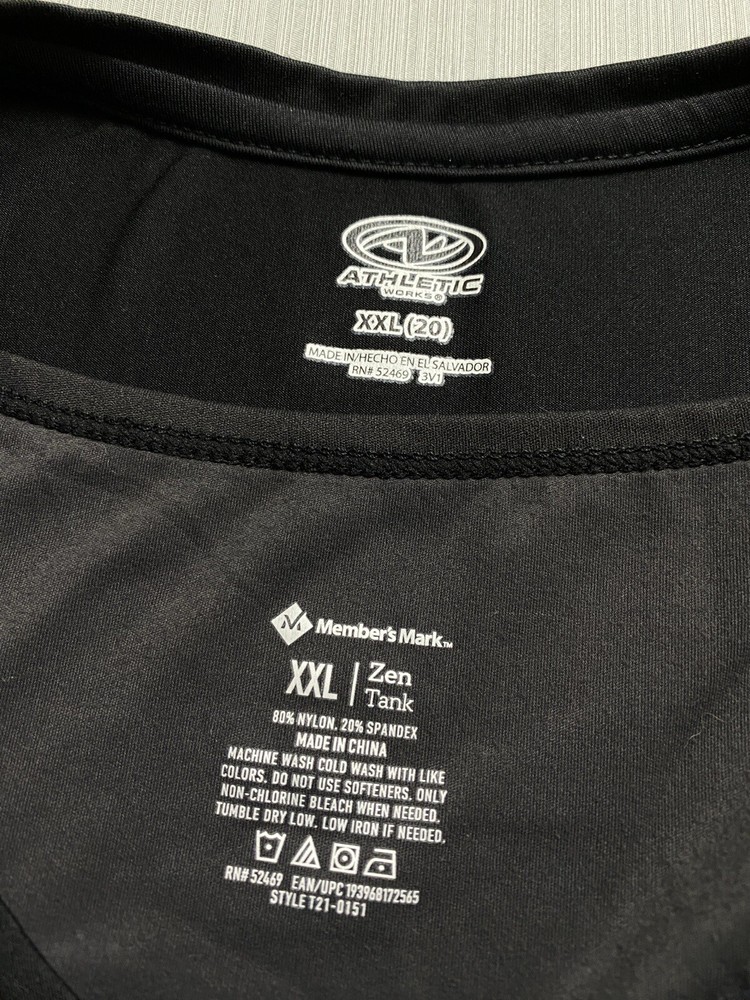 ATHLETIC
WORKS®
XXL (20)
MADE IN/HECHO EN EL SALVADOR
RN# 52469 3V1
Member's Mark™
XXL | Zen
Tank
80% NYLON. 20% SPANDEX
MADE IN CHINA
MACHINE WASH COLD WASH WITH LIKE
COLORS. DO NOT USE SOFTENERS. ONLY
NON-CHLORINE BLEACH WHEN NEEDED.
TUMBLE DRY LOW. LOW IRON IF NEEDED.
RN# 52469 EAN/UPC 193968172565
STYLE T21-0151